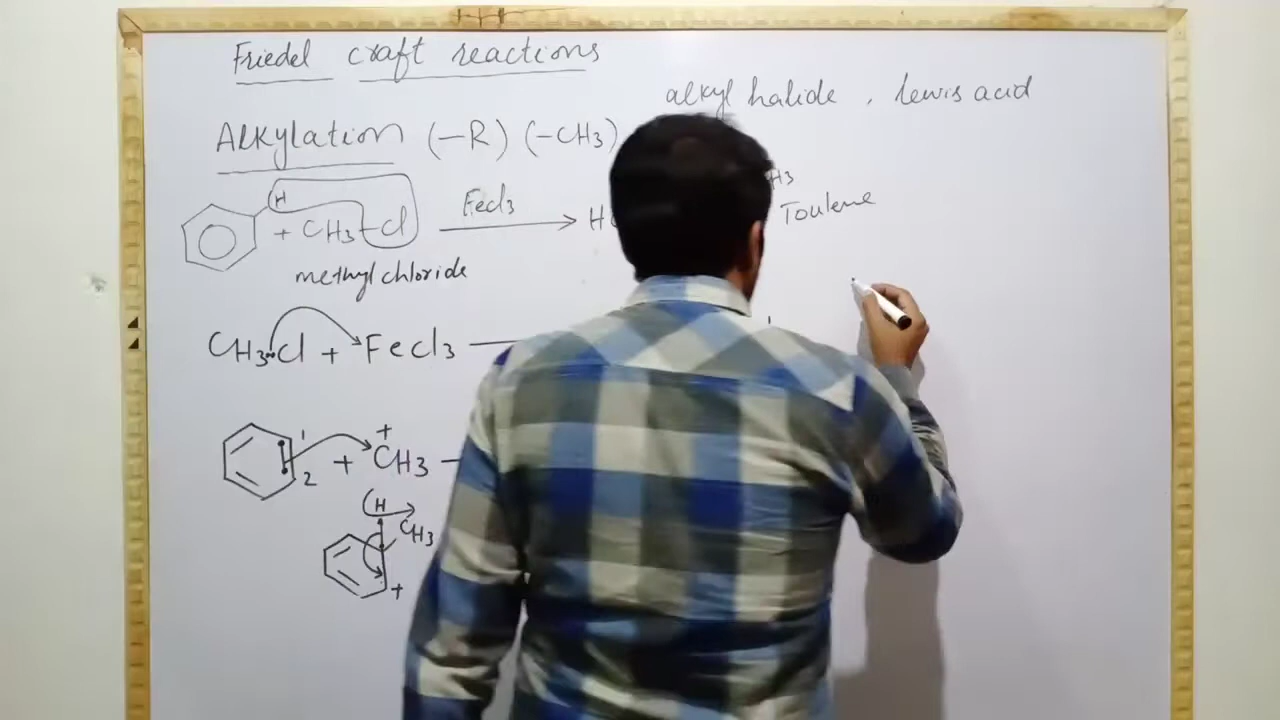 Friedel craft reactions
alkyl halide , lewis acid
Alkylation (—R) (—CH3)
H
+ CH3—Cl Fecl3 H
H3
Toulene
methyl chloride
CH3 Cl + Fecl3
1
2
+ +
CH3
(H
CH3
+